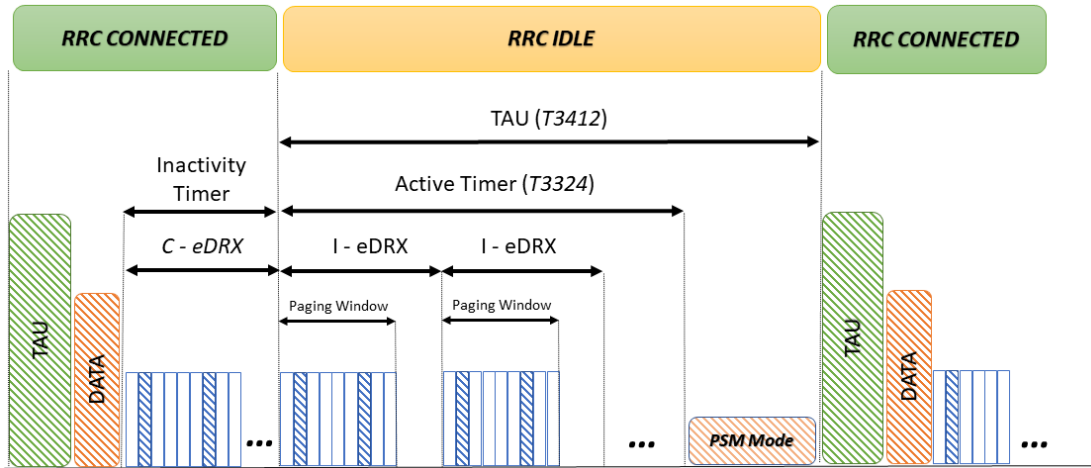 RRC CONNECTED
RRC IDLE
RRC CONNECTED
TAU (T3412)
Inactivity
Timer
Active Timer (T3324)
C - eDRX
I - eDRX
I - eDRX
Paging Window
Paging Window
TAU
DATA
...
...
PSM Mode
TAU
DATA
...